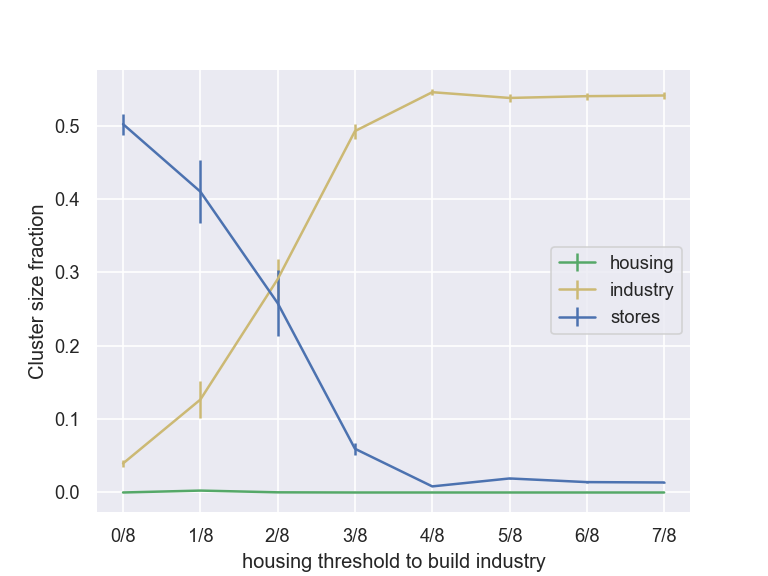 0.5
0.4
0.3
0.2
0.1
0.0
Cluster size fraction
housing
industry
stores
0/8 1/8 2/8 3/8 4/8 5/8 6/8 7/8
housing threshold to build industry